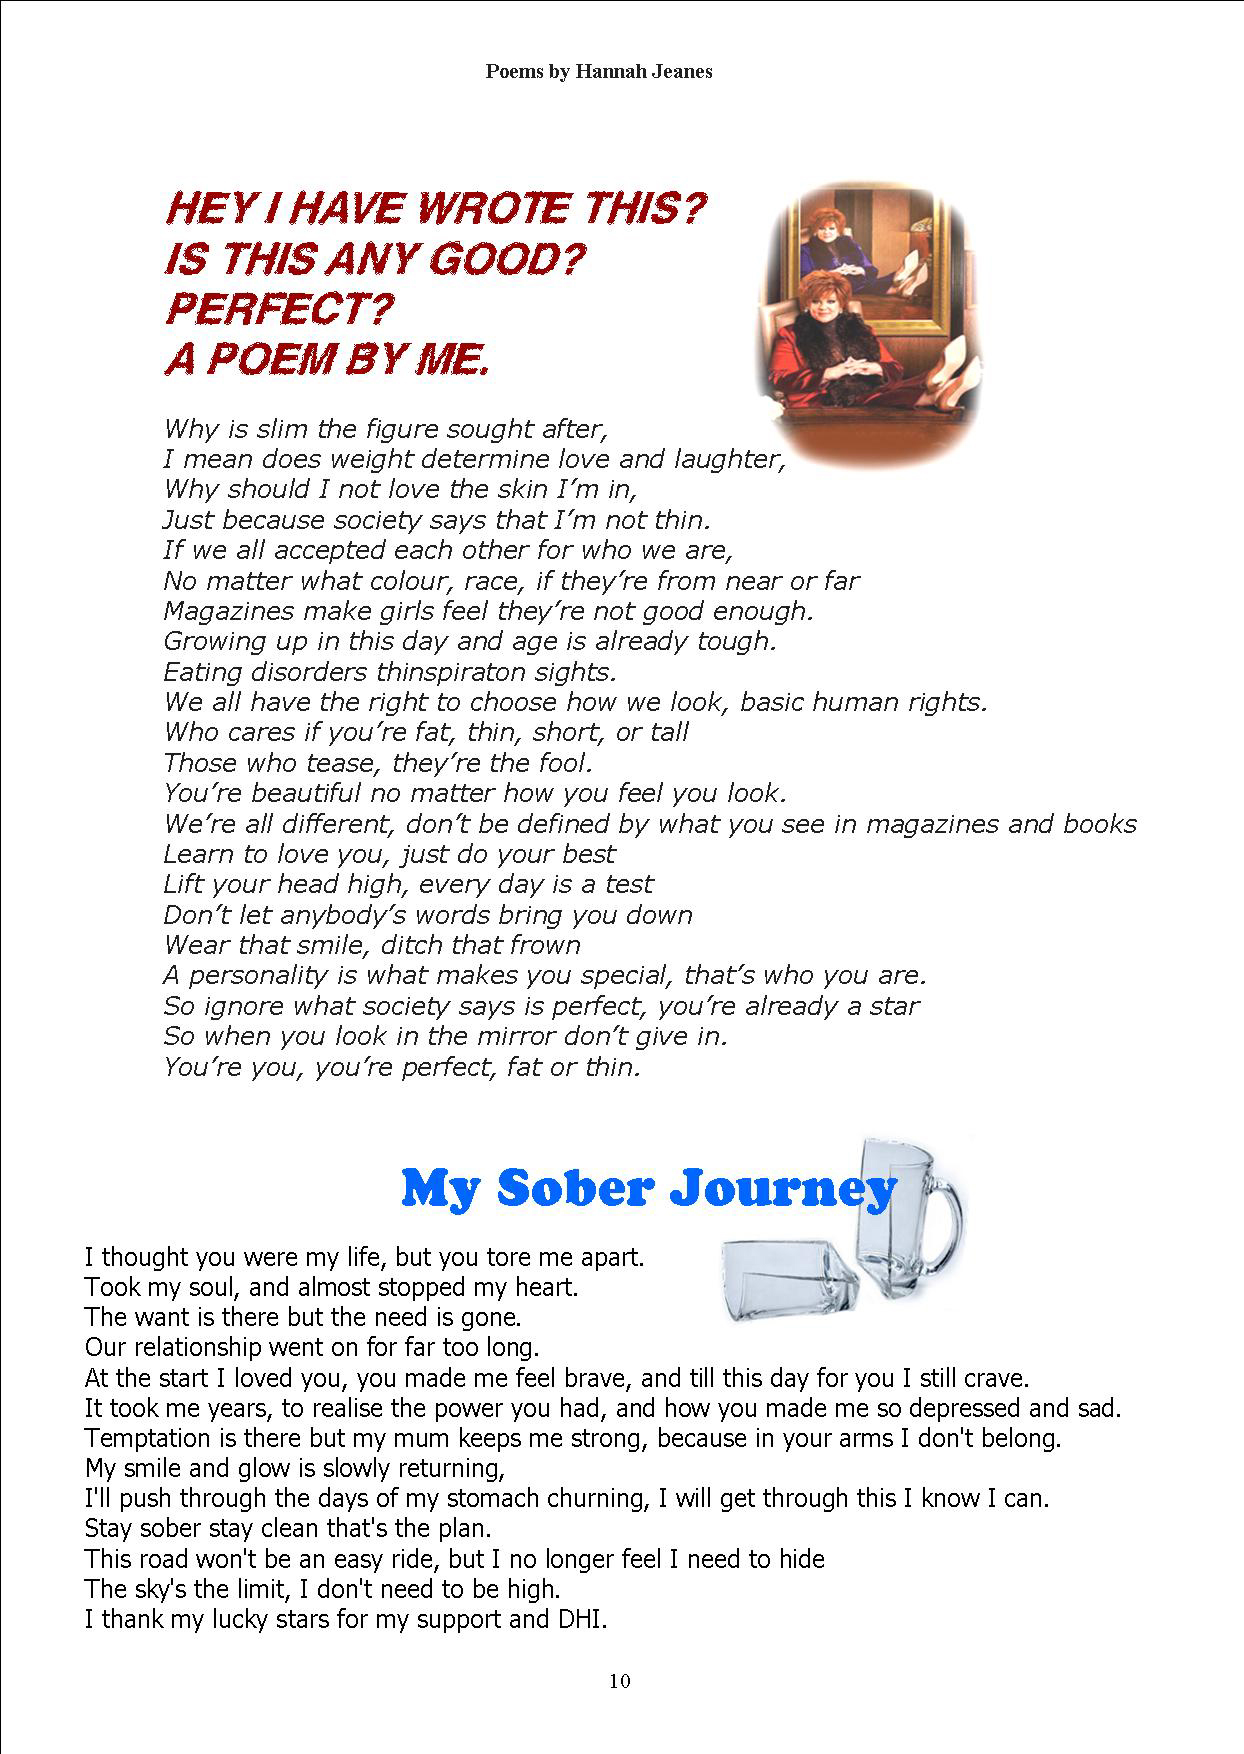 Poems by Hannah Jeanes
HEY I HAVE WROTE THIS?
IS THIS ANY GOOD?
PERFECT?
A POEM BY ME.
Why is slim the figure sought after,
I mean does weight determine love and laughter,
Why should I not love the skin I’m in,
Just because society says that I’m not thin.
If we all accepted each other for who we are,
No matter what colour, race, if they’re from near or far
Magazines make girls feel they’re not good enough.
Growing up in this day and age is already tough.
Eating disorders thinspiraton sights.
We all have the right to choose how we look, basic human rights.
Who cares if you’re fat, thin, short, or tall
Those who tease, they’re the fool.
You’re beautiful no matter how you feel you look.
We’re all different, don’t be defined by what you see in magazines and books
Learn to love you, just do your best
Lift your head high, every day is a test
Don’t let anybody’s words bring you down
Wear that smile, ditch that frown
A personality is what makes you special, that’s who you are.
So ignore what society says is perfect, you’re already a star
So when you look in the mirror don’t give in.
You’re you, you’re perfect, fat or thin.
My Sober Journey
I thought you were my life, but you tore me apart.
Took my soul, and almost stopped my heart.
The want is there but the need is gone.
Our relationship went on for far too long.
At the start I loved you, you made me feel brave, and till this day for you I still crave.
It took me years, to realise the power you had, and how you made me so depressed and sad.
Temptation is there but my mum keeps me strong, because in your arms I don't belong.
My smile and glow is slowly returning,
I'll push through the days of my stomach churning, I will get through this I know I can.
Stay sober stay clean that's the plan.
This road won't be an easy ride, but I no longer feel I need to hide
The sky's the limit, I don't need to be high.
I thank my lucky stars for my support and DHI.
10